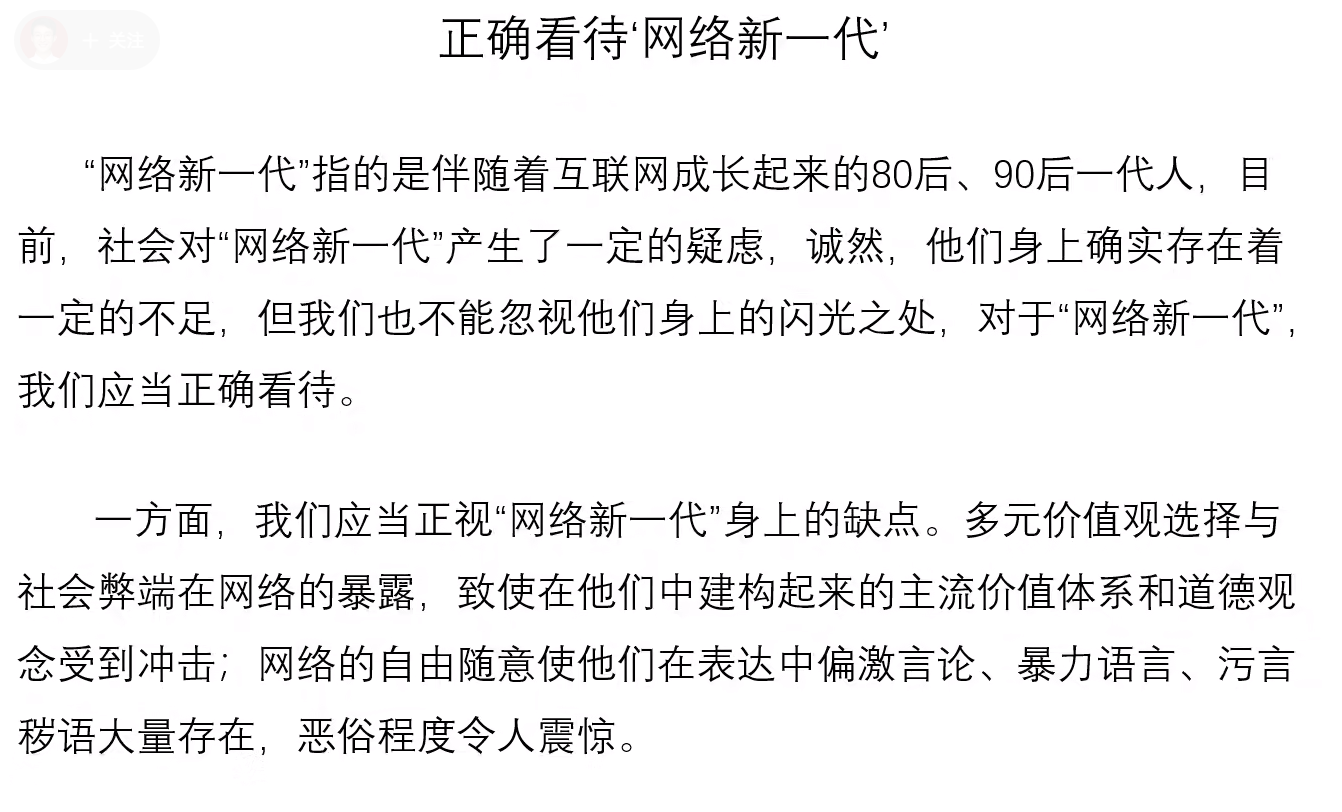 + 关注
正确看待‘网络新一代’
“网络新一代”指的是伴随着互联网成长起来的80后、90后一代人，目
前，社会对“网络新一代”产生了一定的疑虑，诚然，他们身上确实存在着
一定的不足，但我们也不能忽视他们身上的闪光之处，对于“网络新一代”，
我们应当正确看待。
一方面，我们应当正视“网络新一代”身上的缺点。多元价值观选择与
社会弊端在网络的暴露，致使在他们中建构起来的主流价值体系和道德观
念受到冲击；网络的自由随意使他们在表达中偏激言论、暴力语言、污言
秽语大量存在，恶俗程度令人震惊。